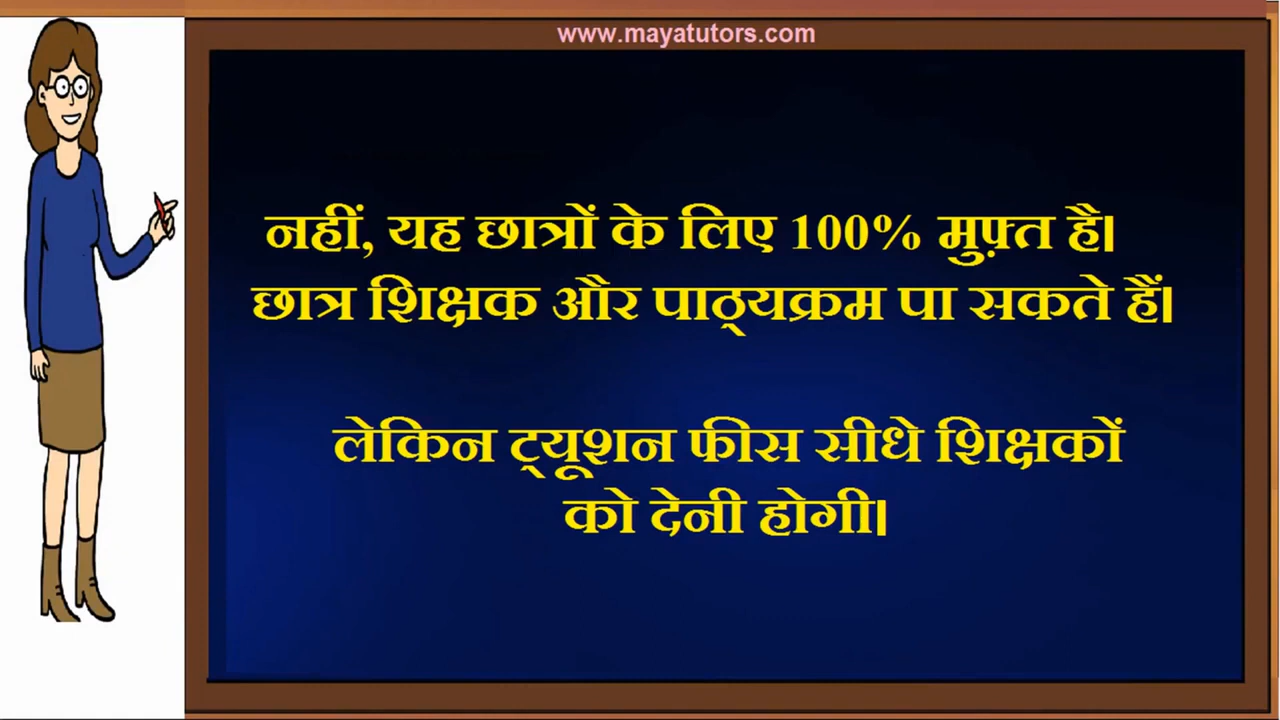 www.mayatutors.com
नहीं, यह छात्रों के लिए 100% मुफ़्त है।
छात्र शिक्षक और पाठ्यक्रम पा सकते हैं।
लेकिन ट्यूशन फीस सीधे शिक्षकों
को देनी होगी।